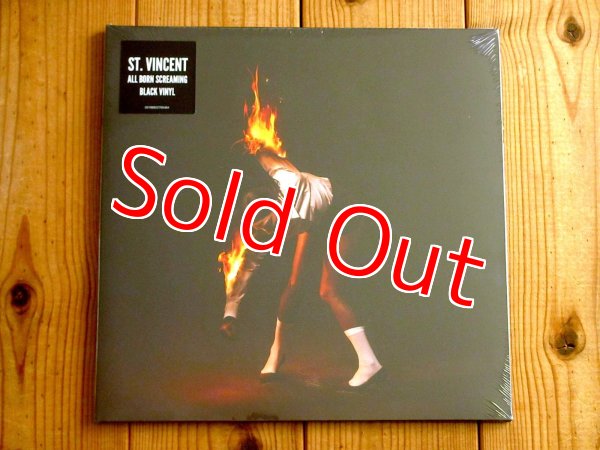 ST. VINCENT
ALL BORN SCREAMING
BLACK VINYL
Sold Out